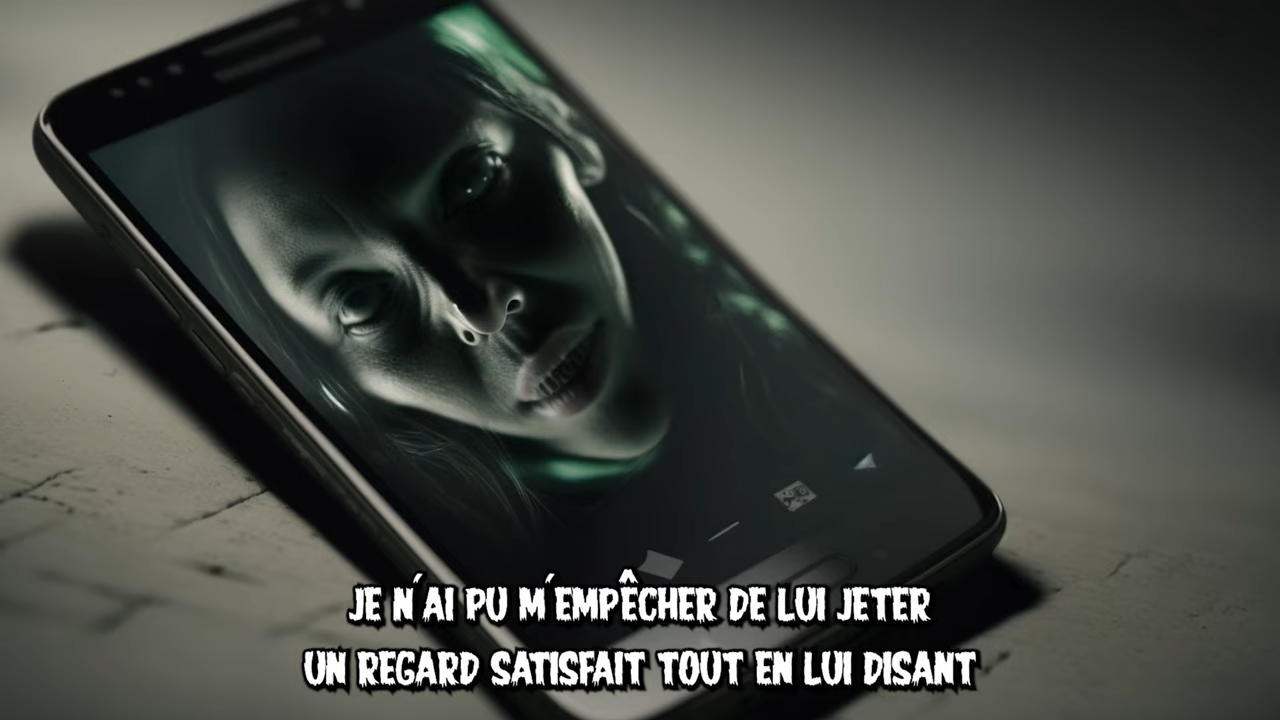 JE N'AI PU M'EMPÊCHER DE LUI JETER
UN REGARD SATISFAIT TOUT EN LUI DISANT